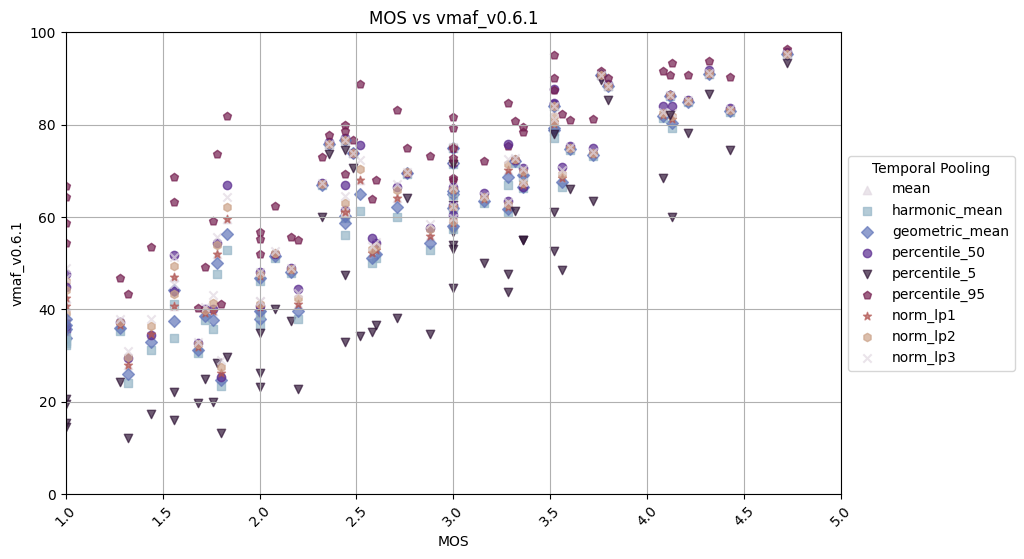 MOS vs vmaf_v0.6.1
vmaf_v0.6.1
100
80
60
40
20
0
1.0
1.5
2.0
2.5
3.0
3.5
4.0
4.5
5.0
MOS
Temporal Pooling
mean
harmonic_mean
geometric_mean
percentile_50
percentile_5
percentile_95
norm_lp1
norm_lp2
norm_lp3